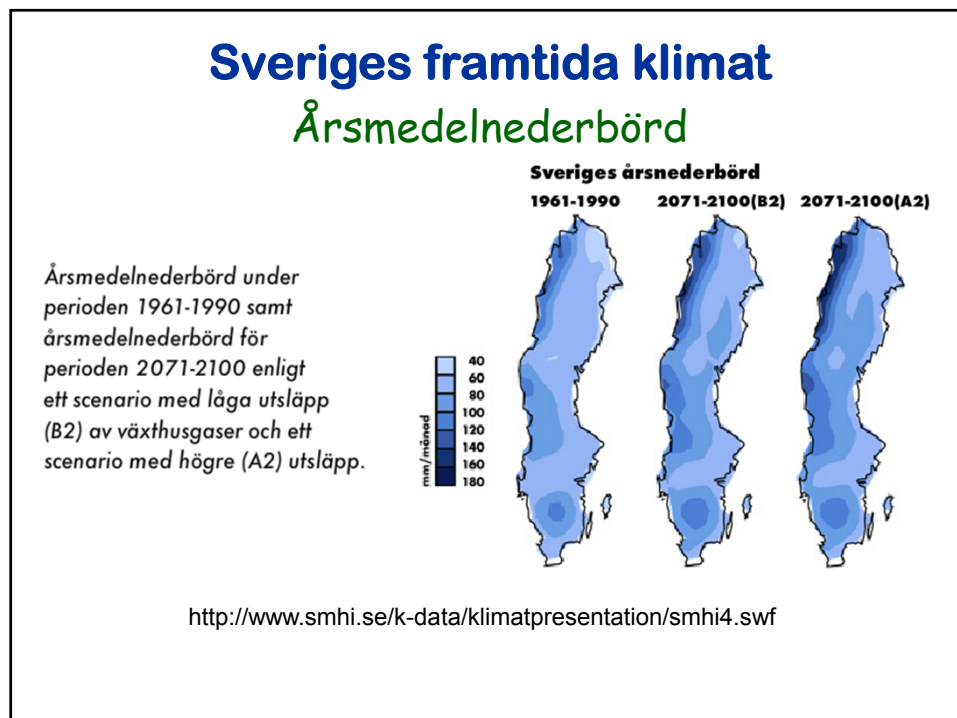 Sveriges framtida klimat
Årsmedelnederbörd
Sveriges årsnederbörd
1961-1990 2071-2100(B2) 2071-2100(A2)
Årsmedelnederbörd under
perioden 1961-1990 samt
årsmedelnederbörd för
perioden 2071-2100 enligt
ett scenario med låga utsläpp
(B2) av växthusgaser och ett
scenario med högre (A2) utsläpp.
mm/månad
40
60
80
100
120
140
160
180
http://www.smhi.se/k-data/klimatpresentation/smhi4.swf